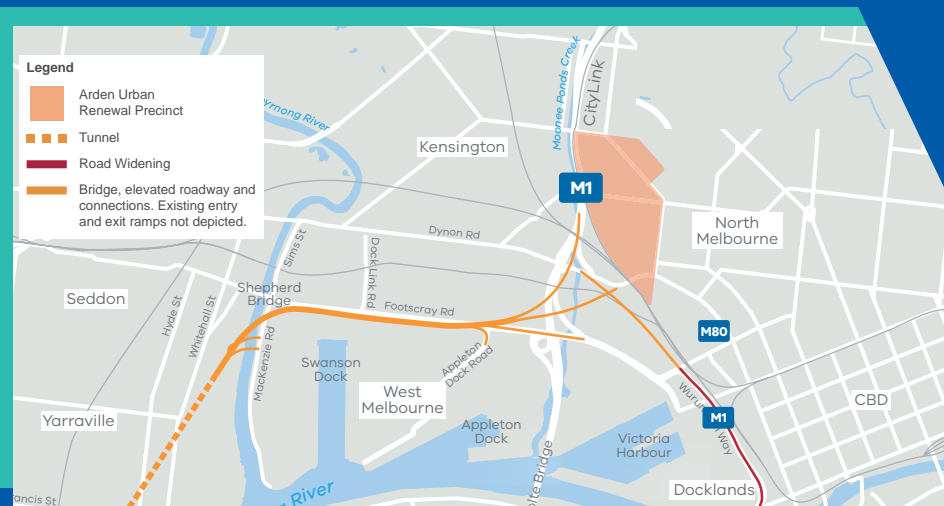 Legend
Arden Urban
Renewal Precinct
Tunnel
Road Widening
Bridge, elevated roadway and
connections. Existing entry
and exit ramps not depicted.
Moonee Ponds Creek
CityLink
Kensington
M1
North
Melbourne
Dynon Rd
Sims St
Dock Link Rd
Seddon
Shepherd
Bridge
Footscray Rd
Hyde St
Whitehall St
MacKenzie Rd
M80
Swanson
Dock
Appleton
Dock Road
West
Melbourne
Yarraville
Appleton
Dock
Victoria
Harbour
M1
Way
CBD
Docklands
Bridge
River
River
St